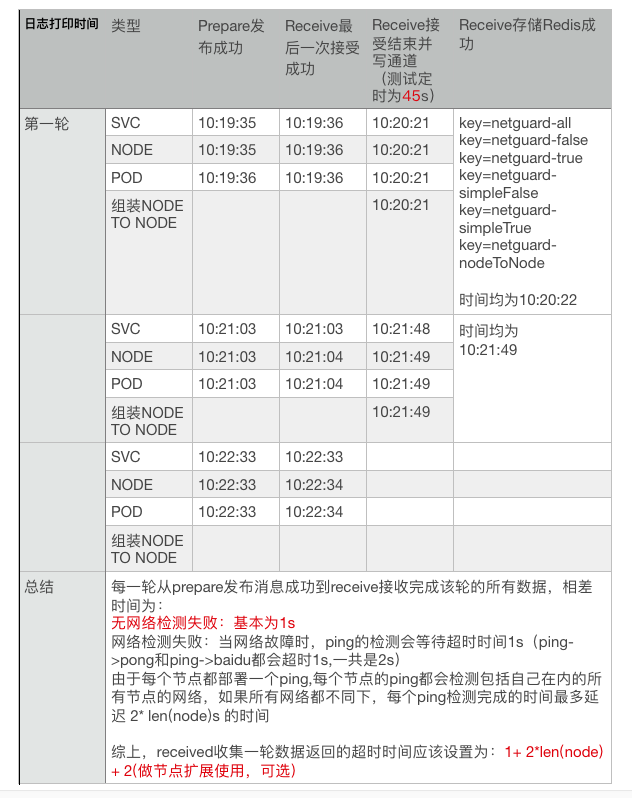 日志打印时间
类型
Prepare发
布成功
Receive最
后一次接受
成功
Receive接
受结束并
写通道
（测试定
时为45s）
Receive存储Redis成
功
第一轮
SVC
10:19:35
10:19:36
10:20:21
key=netguard-all
key=netguard-false
key=netguard-true
key=netguard-
simpleFalse
key=netguard-
simpleTrue
key=netguard-
nodeToNode
时间均为10:20:22
NODE
10:19:35
10:19:36
10:20:21
POD
10:19:36
10:19:36
10:20:21
组装NODE
TO NODE
10:20:21
SVC
10:21:03
10:21:03
10:21:48
时间均为
10:21:49
NODE
10:21:03
10:21:04
10:21:49
POD
10:21:03
10:21:04
10:21:49
组装NODE
TO NODE
10:21:49
SVC
10:22:33
10:22:33
NODE
10:22:33
10:22:34
POD
10:22:33
10:22:34
组装NODE
TO NODE
总结
每一轮从prepare发布消息成功到receive接收完成该轮的所有数据，相差
时间为：
无网络检测失败：基本为1s
网络检测失败：当网络故障时，ping的检测会等待超时时间1s（ping-
>pong和ping->baidu都会超时1s,一共是2s）
由于每个节点都部署一个ping,每个节点的ping都会检测包括自己在内的所
有节点的网络，如果所有网络都不同下，每个ping检测完成的时间最多延
迟 2* len(node)s 的时间
综上，received收集一轮数据返回的超时时间应该设置为：1+ 2*len(node)
+ 2(做节点扩展使用，可选)